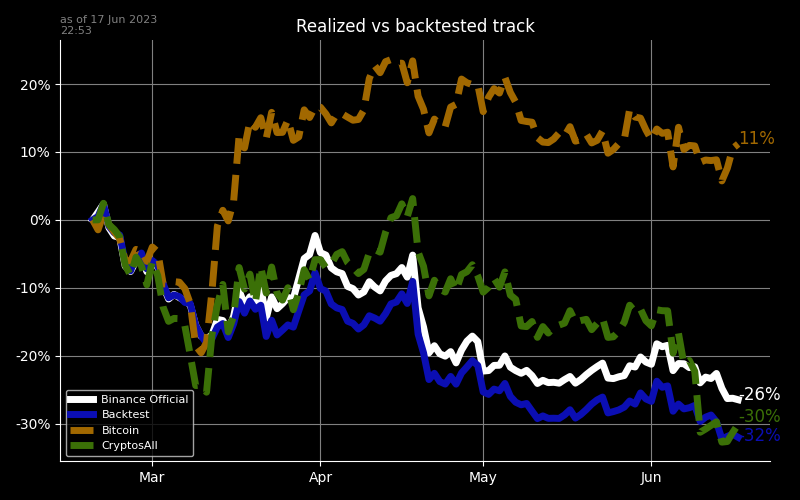 as of 17 Jun 2023
22:53
Realized vs backtested track
20%
10%
0%
-10%
-20%
-30%
11%
-26%
-30%
-32%
Binance Official
Backtest
Bitcoin
CryptosAll
Mar
Apr
May
Jun